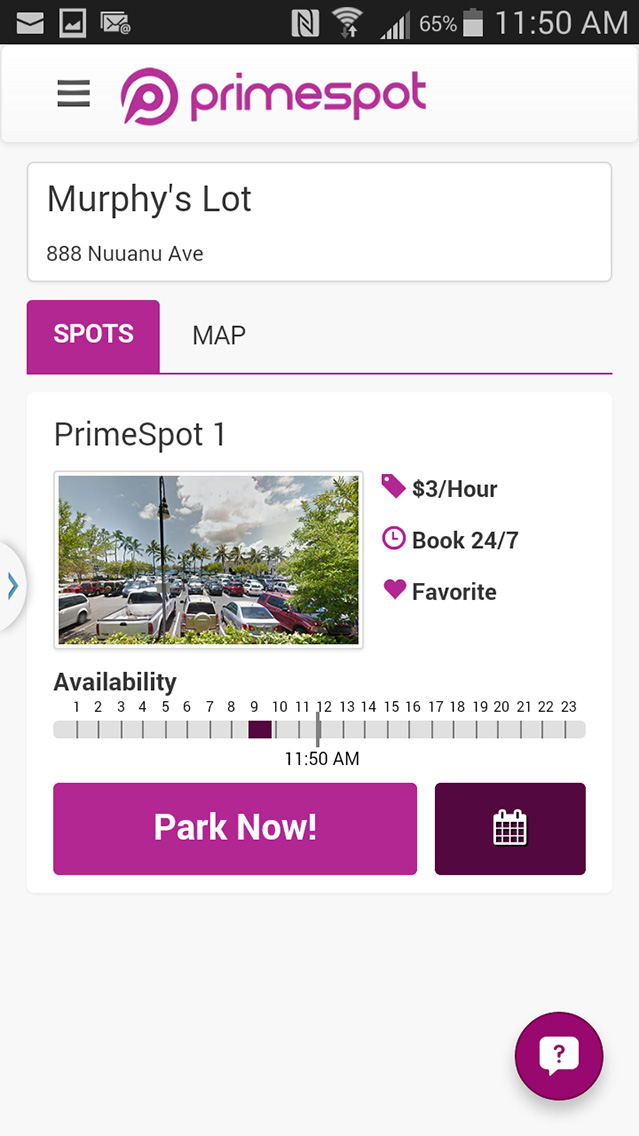 65% 11:50 AM
primespot
Murphy's Lot
888 Nuuanu Ave
SPOTS MAP
PrimeSpot 1
$3/Hour
Book 24/7
Favorite
Availability
1 2 3 4 5 6 7 8 9 10 11 12 13 14 15 16 17 18 19 20 21 22 23
11:50 AM
Park Now!
?